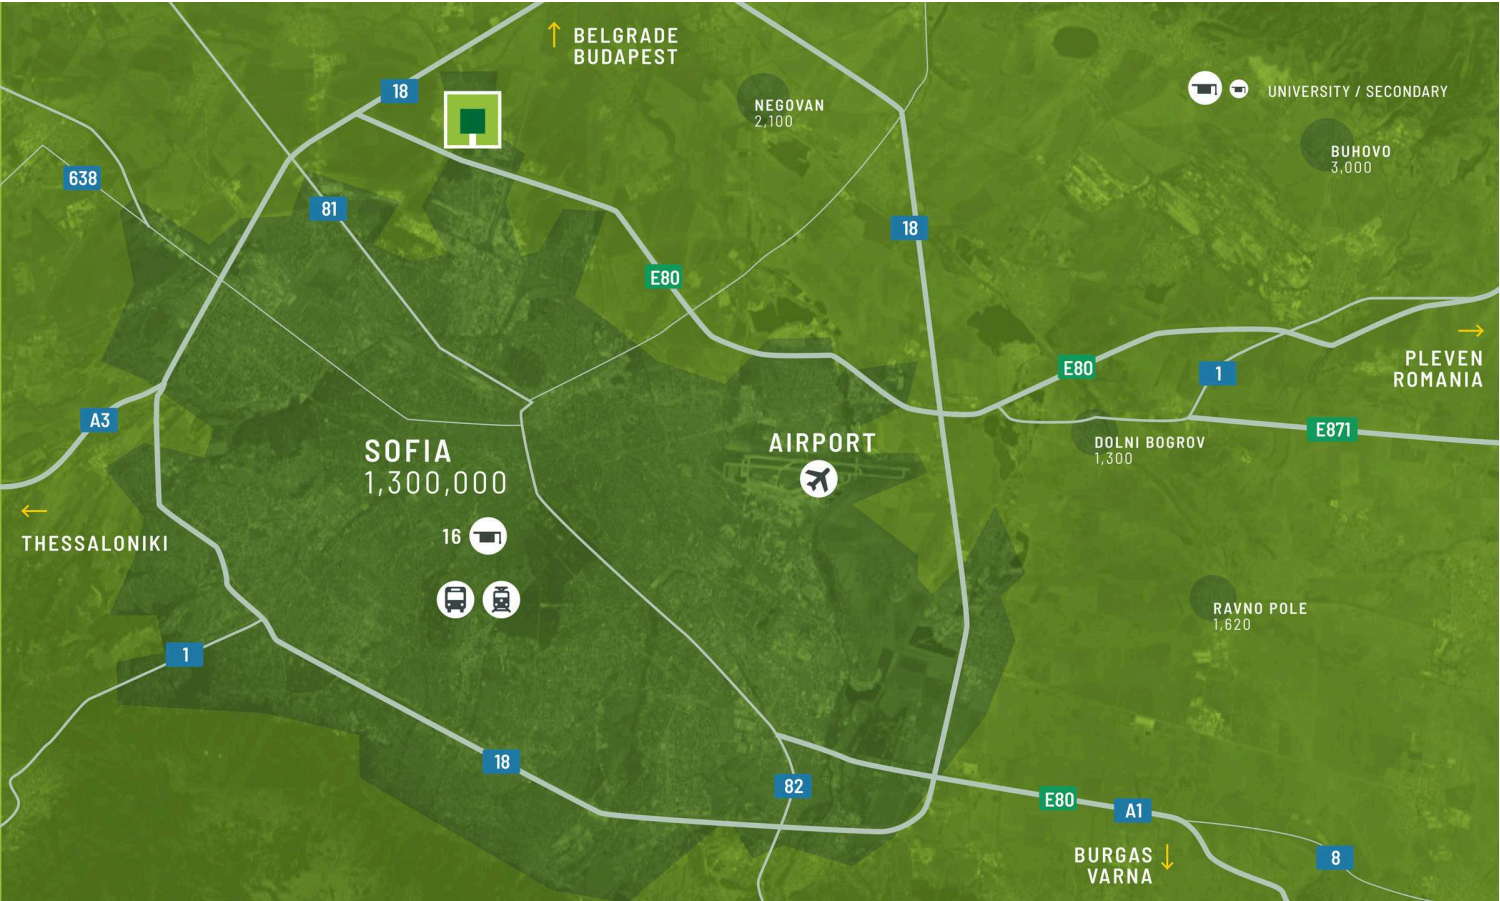 BELGRADE
BUDAPEST
18
NEGOVAN
2,100
UNIVERSITY / SECONDARY
BUHOVO
3,000
638
81
18
E80
E80
1
PLEVEN
ROMANIA
A3
E871
SOFIA
1,300,000
AIRPORT
DOLNI BOGROV
1,300
THESSALONIKI
16
RAVNO POLE
1,620
1
18
82
E80
A1
BURGAS
VARNA
8